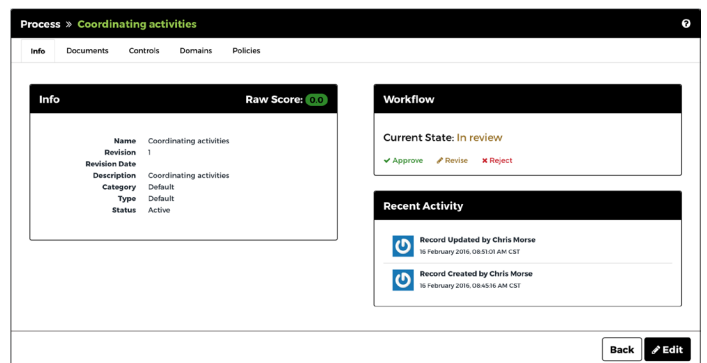 Process » Coordinating activities
Info Documents Controls Domains Policies
Info Raw Score: 0.0
Name Coordinating activities
Revision 1
Revision Date
Description Coordinating activities
Category Default
Type Default
Status Active
Workflow
Current State: In review
Approve Revise Reject
Recent Activity
Record Updated by Chris Morse
16 February 2016, 08:51:01 AM CST
Record Created by Chris Morse
16 February 2016, 08:45:16 AM CST
Back Edit